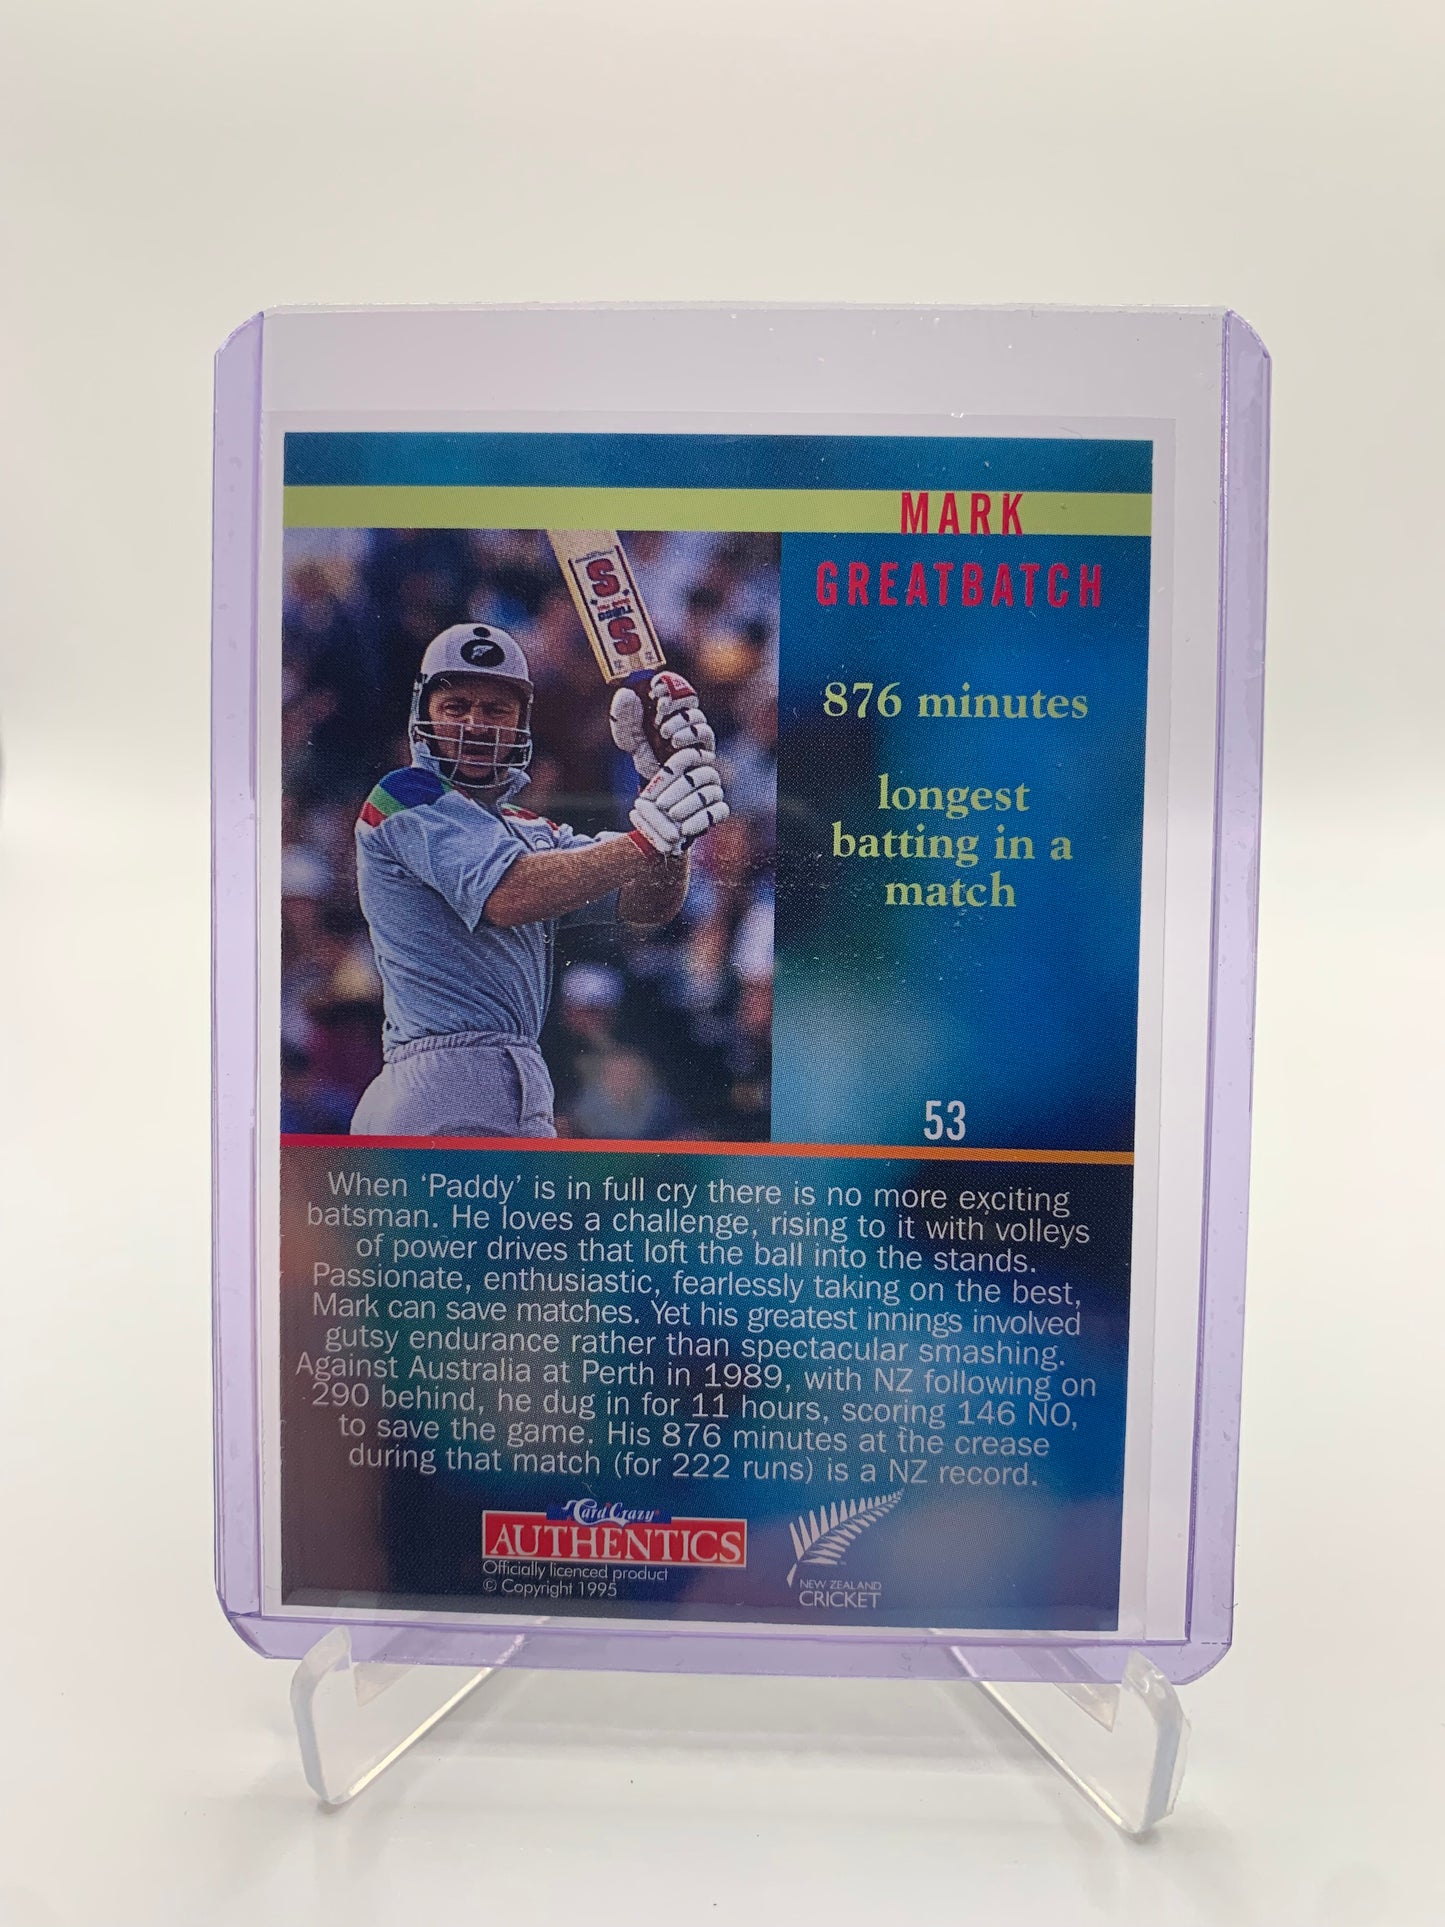 MARK
GREATBATCH
876 minutes
longest
batting in a
match
S
TURBO
S
53
When ‘Paddy’ is in full cry there is no more exciting
batsman. He loves a challenge, rising to it with volleys
of power drives that loft the ball into the stands.
Passionate, enthusiastic, fearlessly taking on the best,
Mark can save matches. Yet his greatest innings involved
gutsy endurance rather than spectacular smashing.
Against Australia at Perth in 1989, with NZ following on
290 behind, he dug in for 11 hours, scoring 146 NO,
to save the game. His 876 minutes at the crease
during that match (for 222 runs) is a NZ record.
Card Crazy
AUTHENTICS
Officially licenced product
© Copyright 1995
NEW ZEALAND
CRICKET